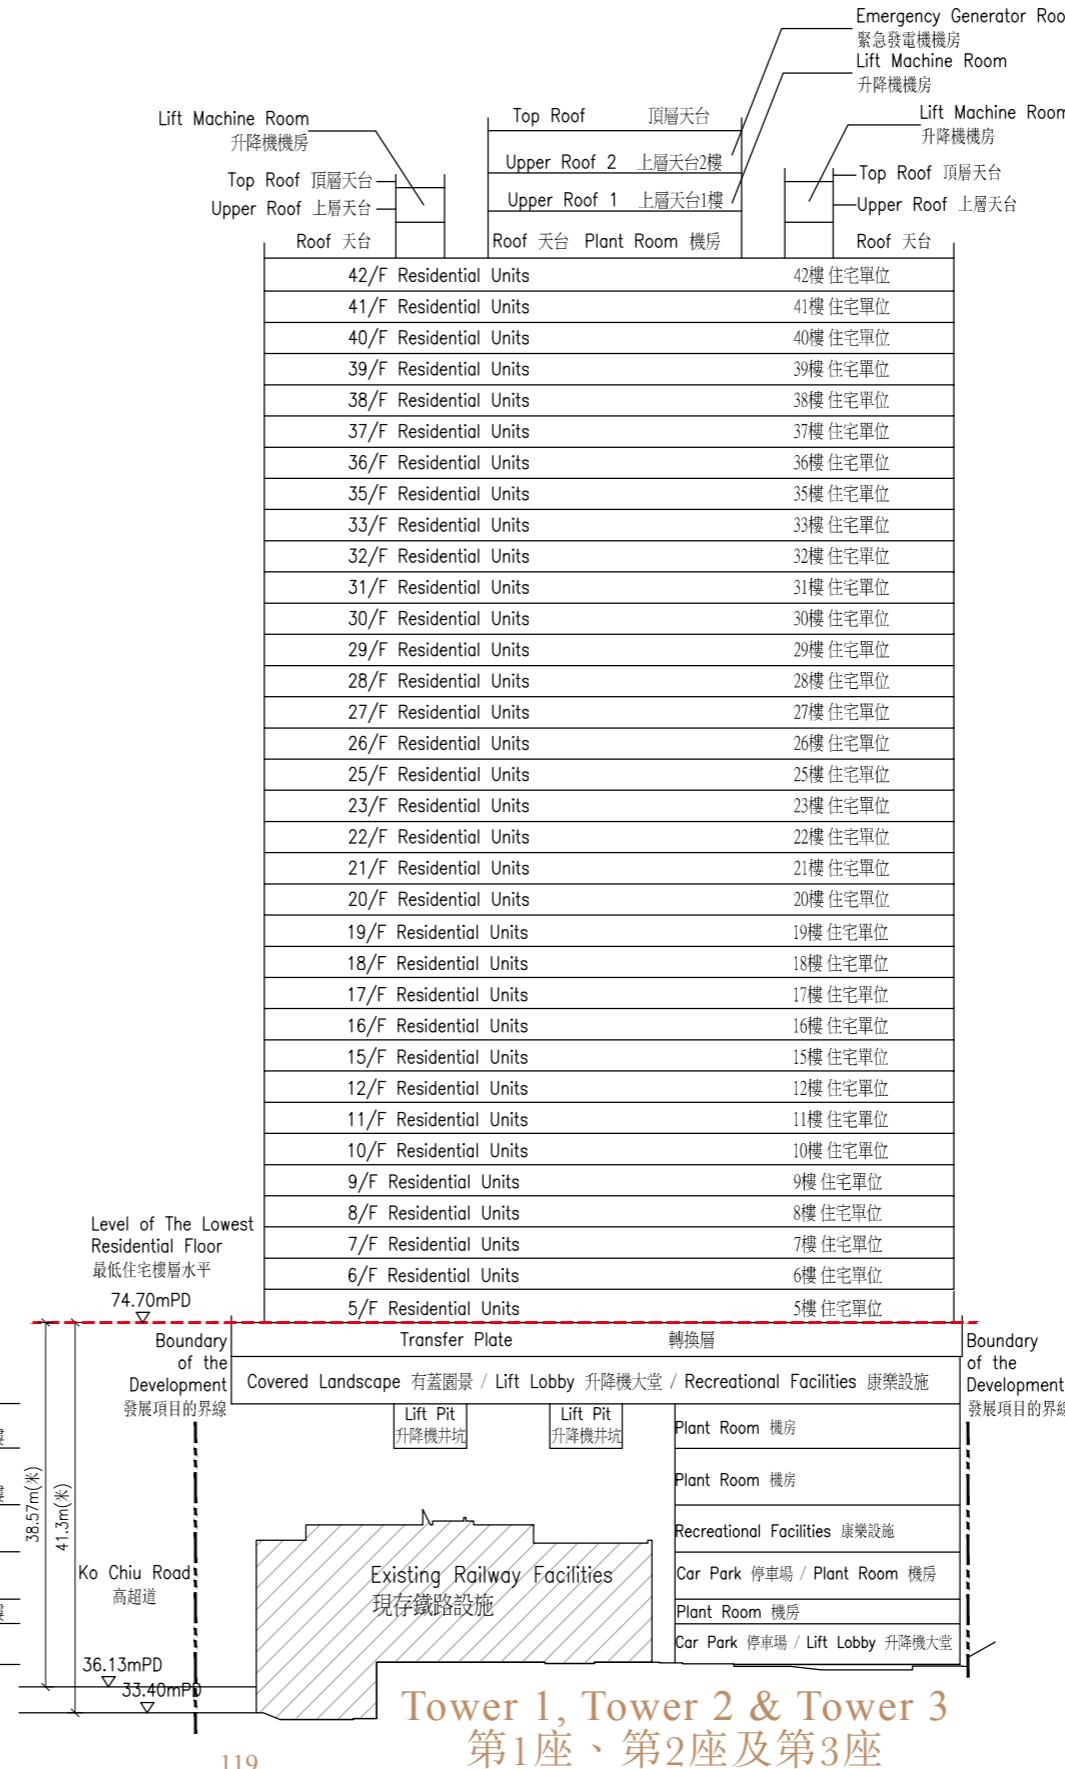 Emergency Generator Roo
緊急發電機機房
Lift Machine Room
升降機機房
Lift Machine Room
升降機機房
Lift Machine Room
升降機機房
Top Roof 頂層天台
Upper Roof 2 上層天台2樓
Upper Roof 1 上層天台1樓
Top Roof 頂層天台
Upper Roof 上層天台
Top Roof 頂層天台
Upper Roof 上層天台
Roof 天台
Roof 天台 Plant Room 機房
Roof 天台
42/F Residential Units 42樓 住宅單位
41/F Residential Units 41樓 住宅單位
40/F Residential Units 40樓 住宅單位
39/F Residential Units 39樓 住宅單位
38/F Residential Units 38樓 住宅單位
37/F Residential Units 37樓 住宅單位
36/F Residential Units 36樓 住宅單位
35/F Residential Units 35樓 住宅單位
33/F Residential Units 33樓 住宅單位
32/F Residential Units 32樓 住宅單位
31/F Residential Units 31樓 住宅單位
30/F Residential Units 30樓 住宅單位
29/F Residential Units 29樓 住宅單位
28/F Residential Units 28樓 住宅單位
27/F Residential Units 27樓 住宅單位
26/F Residential Units 26樓 住宅單位
25/F Residential Units 25樓 住宅單位
23/F Residential Units 23樓 住宅單位
22/F Residential Units 22樓 住宅單位
21/F Residential Units 21樓 住宅單位
20/F Residential Units 20樓 住宅單位
19/F Residential Units 19樓 住宅單位
18/F Residential Units 18樓 住宅單位
17/F Residential Units 17樓 住宅單位
16/F Residential Units 16樓 住宅單位
15/F Residential Units 15樓 住宅單位
12/F Residential Units 12樓 住宅單位
11/F Residential Units 11樓 住宅單位
10/F Residential Units 10樓 住宅單位
9/F Residential Units 9樓 住宅單位
8/F Residential Units 8樓 住宅單位
7/F Residential Units 7樓 住宅單位
6/F Residential Units 6樓 住宅單位
5/F Residential Units 5樓 住宅單位
Level of The Lowest
Residential Floor
最低住宅樓層水平
74.70mPD
Transfer Plate 轉換層
Covered Landscape 有蓋園景 / Lift Lobby 升降機大堂 / Recreational Facilities 康樂設施
Boundary
of the
Development
發展項目的界線
Boundary
of the
Development
發展項目的界線
Lift Pit
升降機井坑
Lift Pit
升降機井坑
Plant Room 機房
Plant Room 機房
Recreational Facilities 康樂設施
Car Park 停車場 / Plant Room 機房
Plant Room 機房
Car Park 停車場 / Lift Lobby 升降機大堂
38.57m(米)
41.3m(米)
Ko Chiu Road
高超道
Existing Railway Facilities
現存鐵路設施
36.13mPD
33.40mPD
Tower 1, Tower 2 & Tower 3
第1座、第2座及第3座
119